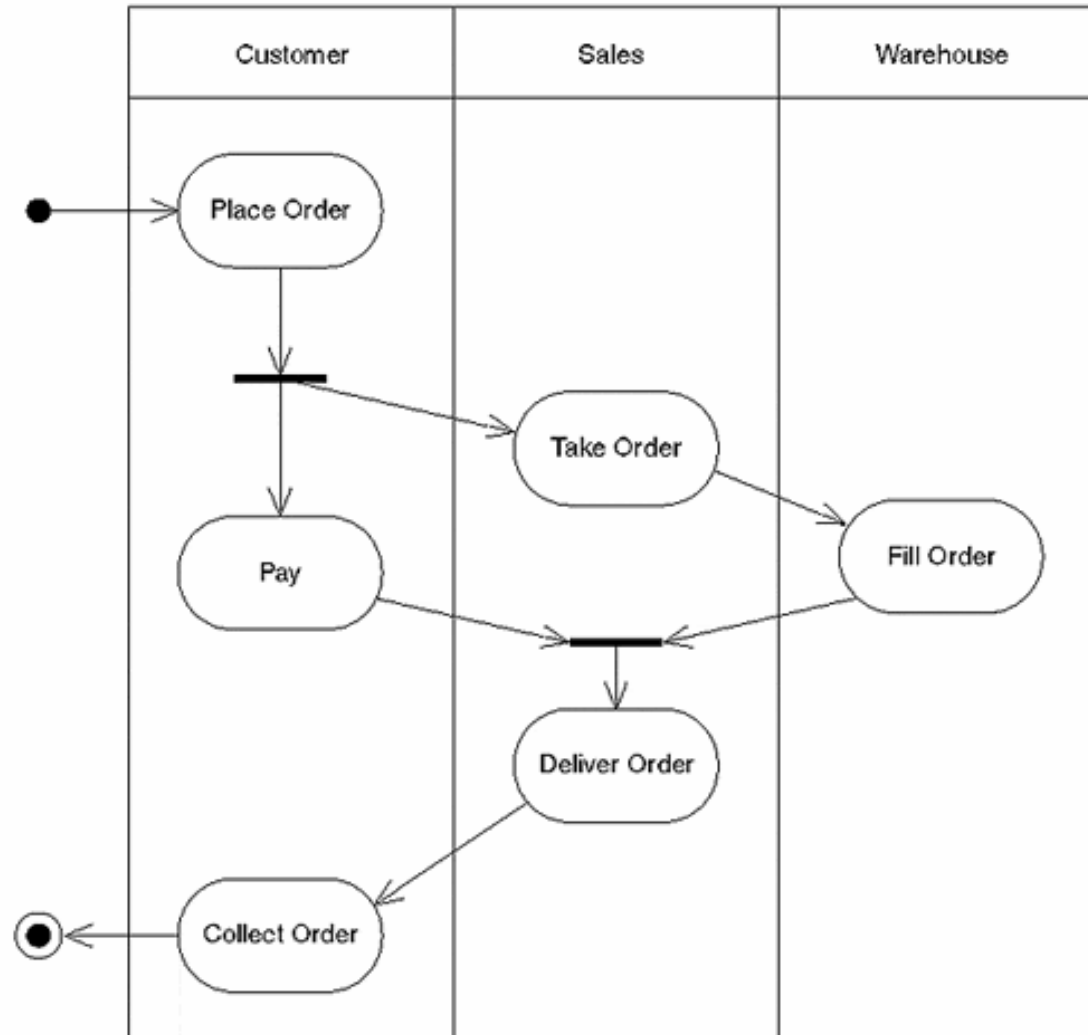 Customer
Sales
Warehouse
Place Order
Take Order
Fill Order
Pay
Deliver Order
Collect Order